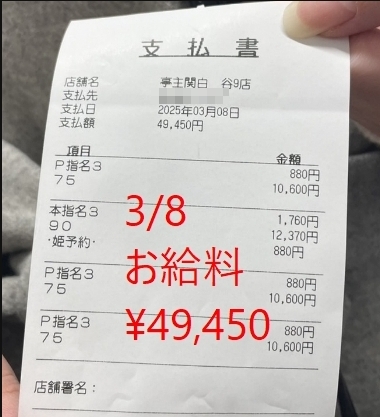 支払書
店舗名 亭主関白 谷9店
支払先
支払日 2025年03月08日
支払額 49,450円
項目 金額
P指名3 880円
75 10,600円
本指名3 1,760円
90 12,370円
・姫予約・ 880円
P指名3 880円
75 10,600円
P指名3 880円
75 10,600円
店舗署名:
3/8
お給料
¥49,450